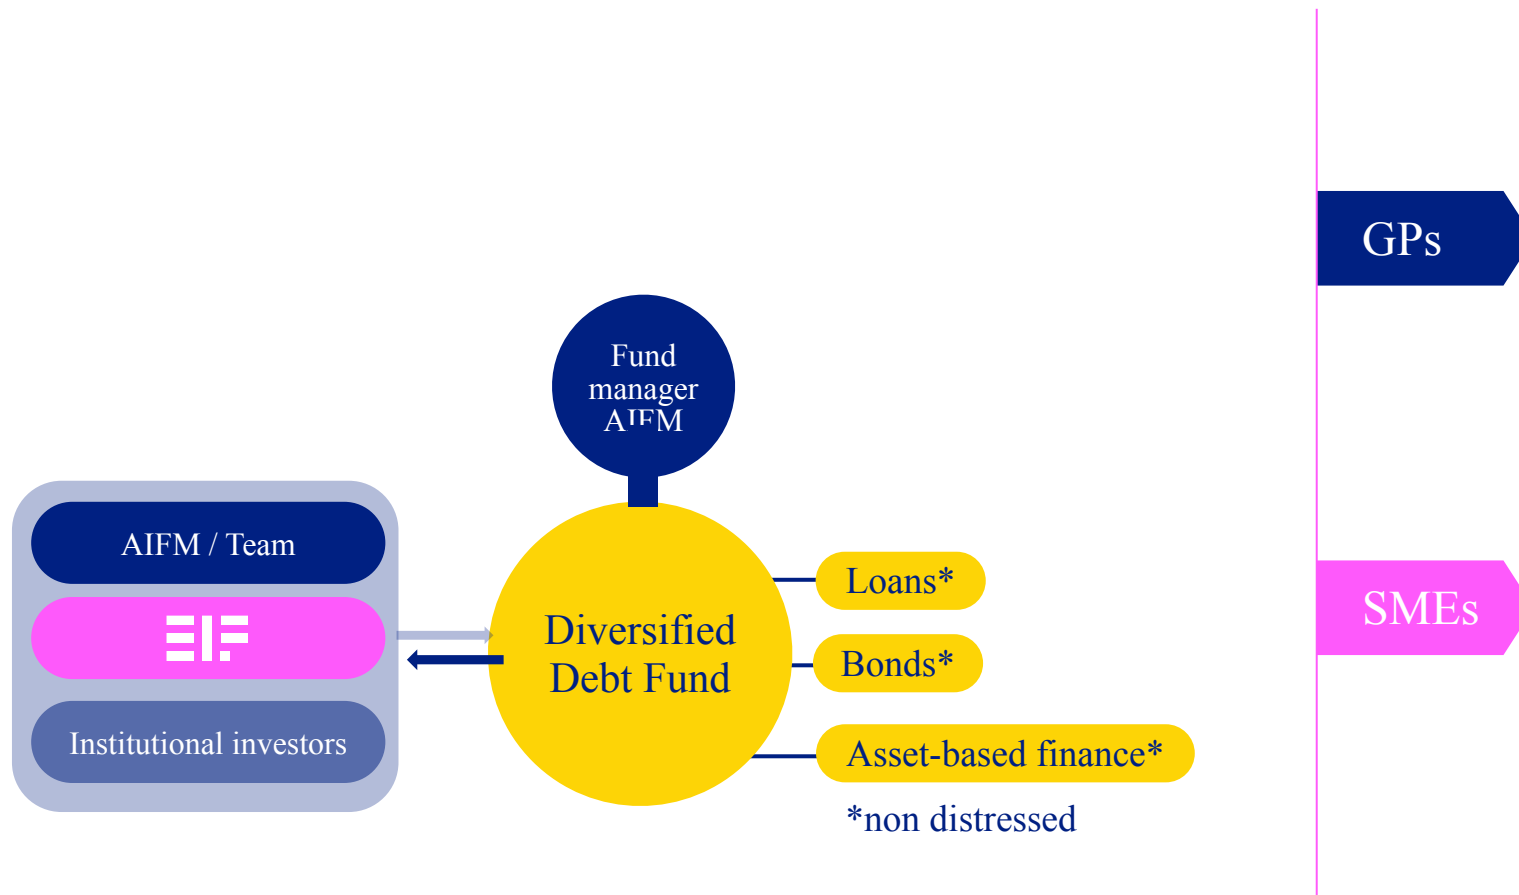 GPs
Fund
manager
AIFM
AIFM / Team
EIF
Institutional investors
Diversified
Debt Fund
Loans*
Bonds*
Asset-based finance*
*non distressed
SMEs